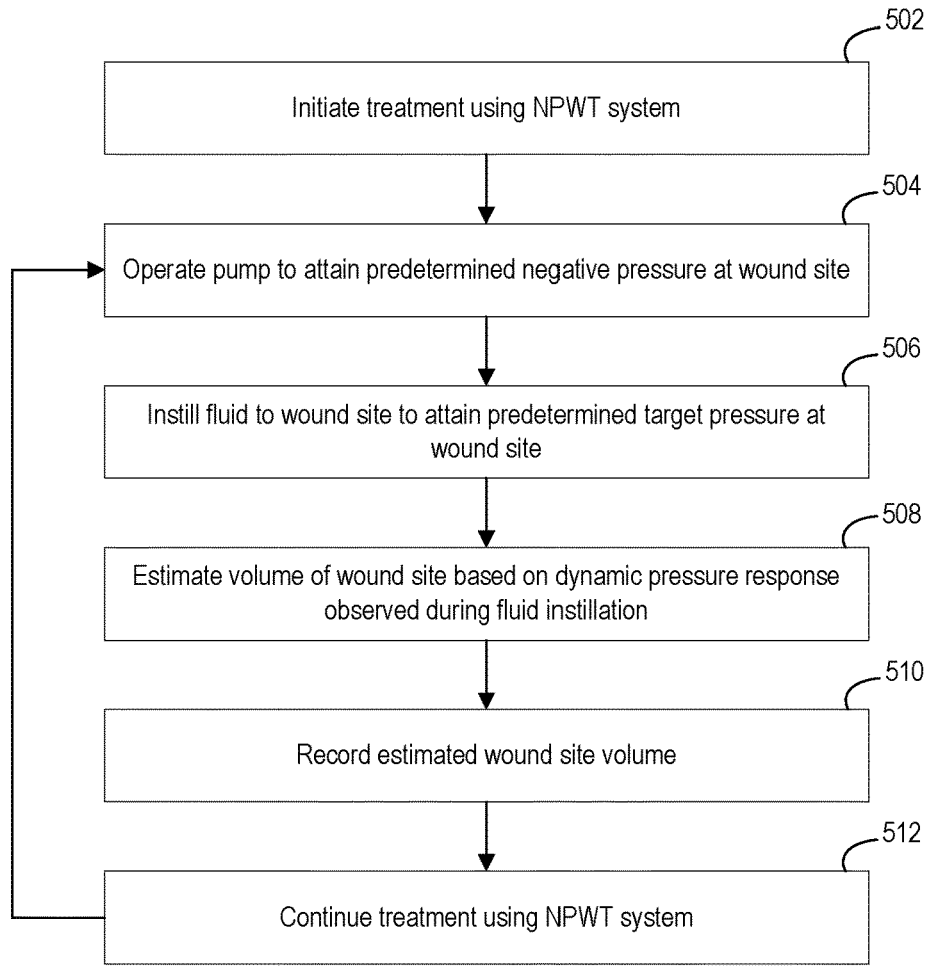 502
Initiate treatment using NPWT system
504
Operate pump to attain predetermined negative pressure at wound site
506
Instill fluid to wound site to attain predetermined target pressure at
wound site
508
Estimate volume of wound site based on dynamic pressure response
observed during fluid instillation
510
Record estimated wound site volume
512
Continue treatment using NPWT system